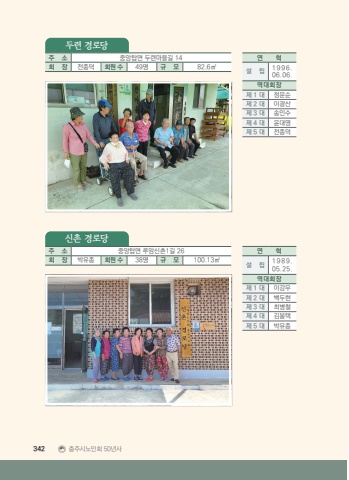 두련 경로당
주 소 중앙탑면 두련마을길 14
회 장 전종덕 회원수 49명 규 모 82.6㎡
연 혁
설 립 1996.
06.06.
역대회장
제1대 정운순
제2대 이광산
제3대 송민수
제4대 윤대영
제5대 전종덕
신촌 경로당
주 소 중앙탑면 루암신촌1길 26
회 장 박유종 회원수 38명 규 모 100.13㎡
연 혁
설 립 1989.
05.25.
역대회장
제1대 이강우
제2대 백두현
제3대 최병철
제4대 김봉택
제5대 박유종
신촌경로당
342 충주시노인회 50년사